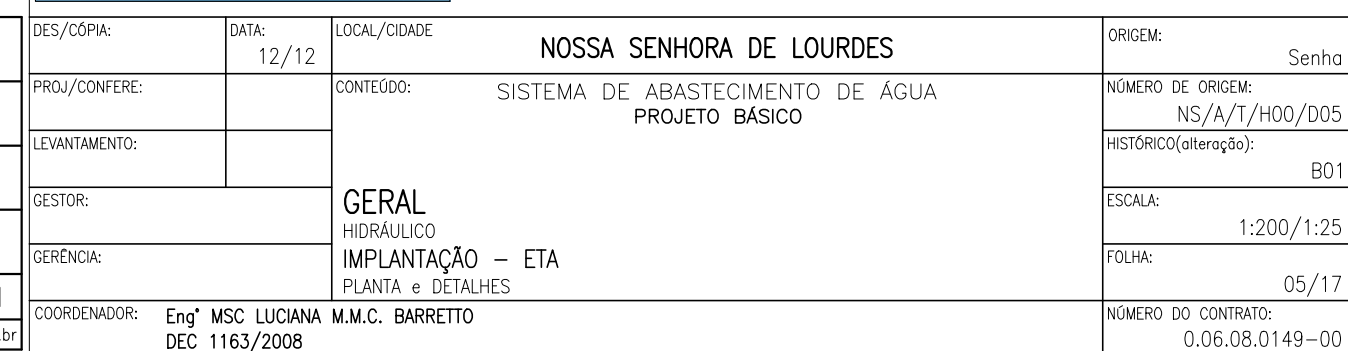 DES/CÓPIA:
DATA:
12/12
LOCAL/CIDADE
NOSSA SENHORA DE LOURDES
ORIGEM:
Senha
PROJ/CONFERE:
CONTEÚDO:
SISTEMA DE ABASTECIMENTO DE ÁGUA
PROJETO BÁSICO
NÚMERO DE ORIGEM:
NS/A/T/H00/D05
LEVANTAMENTO:
HISTÓRICO(alteração):
B01
GESTOR:
GERAL
HIDRÁULICO
ESCALA:
1:200/1:25
GERÊNCIA:
IMPLANTAÇÃO – ETA
PLANTA e DETALHES
FOLHA:
05/17
COORDENADOR:
Eng° MSC LUCIANA M.M.C. BARRETTO
DEC 1163/2008
NÚMERO DO CONTRATO:
0.06.08.0149-00
.br